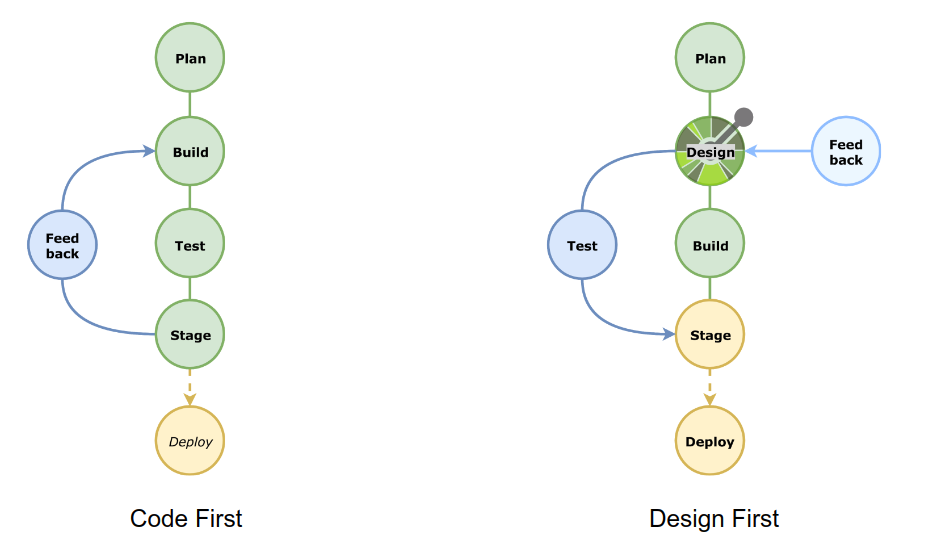 Plan
Build
Feed
back
Test
Stage
Deploy
Code First
Plan
Design
Feed
back
Test
Build
Stage
Deploy
Design First